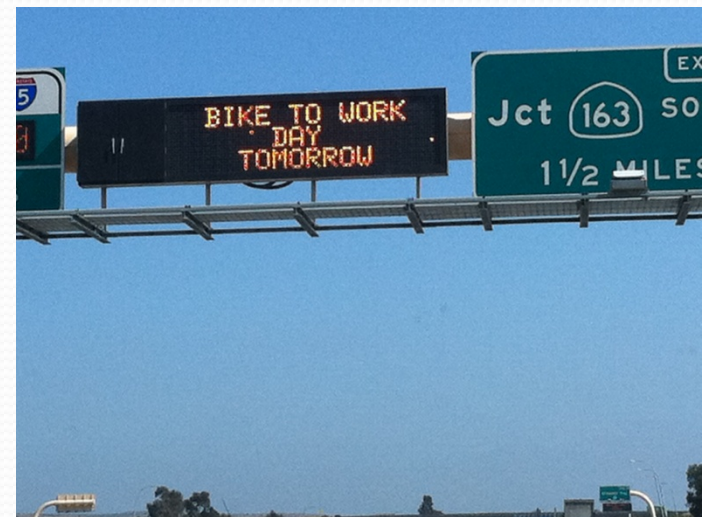 5
BIKE TO WORK
DAY
TOMORROW
EX
Jct 163 SO
1 1/2 MILES